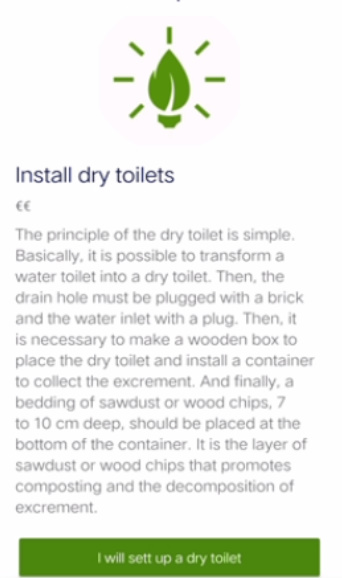 Install dry toilets
€€
The principle of the dry toilet is simple.
Basically, it is possible to transform a
water toilet into a dry toilet. Then, the
drain hole must be plugged with a brick
and the water inlet with a plug. Then, it
is necessary to make a wooden box to
place the dry toilet and install a container
to collect the excrement. And finally, a
bedding of sawdust or wood chips, 7
to 10 cm deep, should be placed at the
bottom of the container. It is the layer of
sawdust or wood chips that promotes
composting and the decomposition of
excrement.
I will sett up a dry toilet